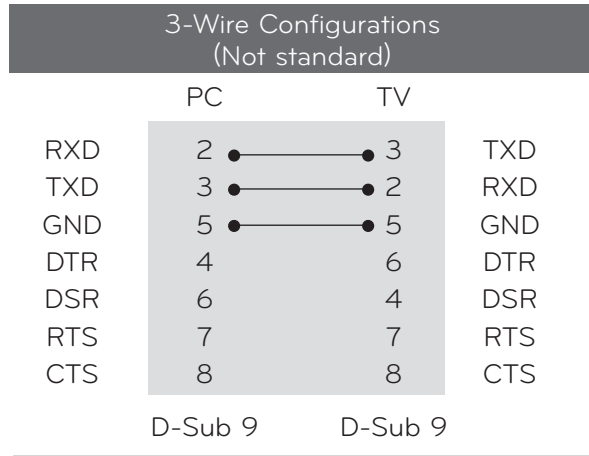 3-Wire Configurations
(Not standard)
PC TV
RXD 2 3 TXD
TXD 3 2 RXD
GND 5 5 GND
DTR 4 6 DTR
DSR 6 4 DSR
RTS 7 7 RTS
CTS 8 8 CTS
D-Sub 9 D-Sub 9